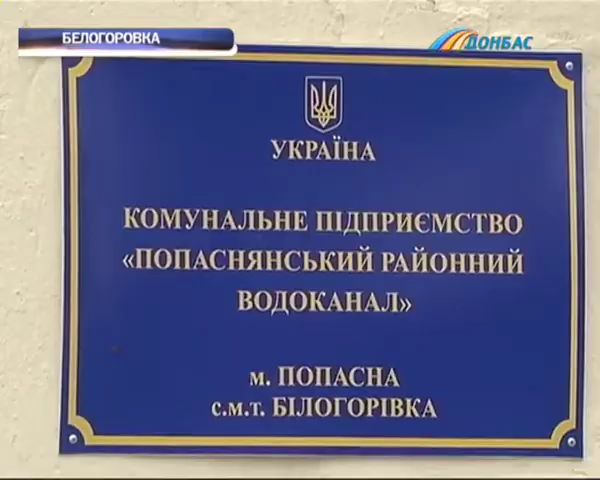 БЕЛОГОРОВКА
ДОНБАС
УКРАЇНА
КОМУНАЛЬНЕ ПІДПРИЄМСТВО
«ПОПАСНЯНСЬКИЙ РАЙОННИЙ
ВОДОКАНАЛ»
м. ПОПАСНА
с.м.т. БІЛОГОРІВКА